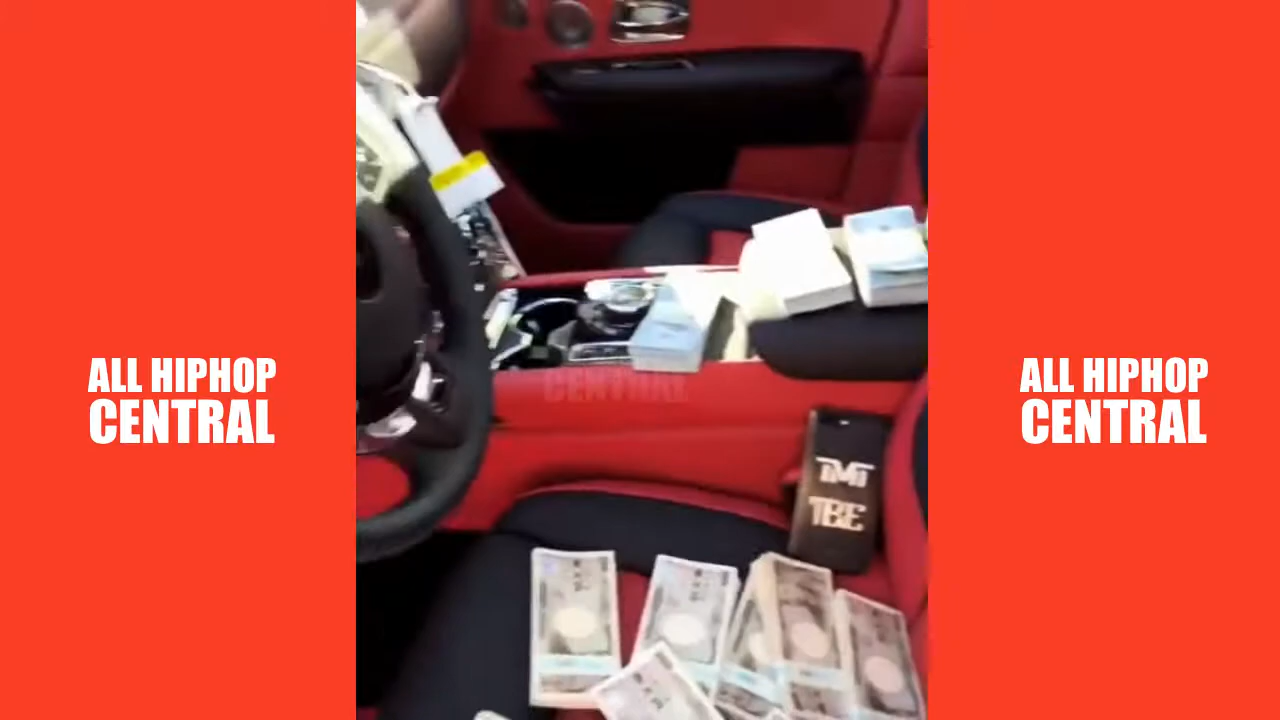 ALL HIPHOP
CENTRAL
CENTRAL
TMT
TBE
ALL HIPHOP
CENTRAL